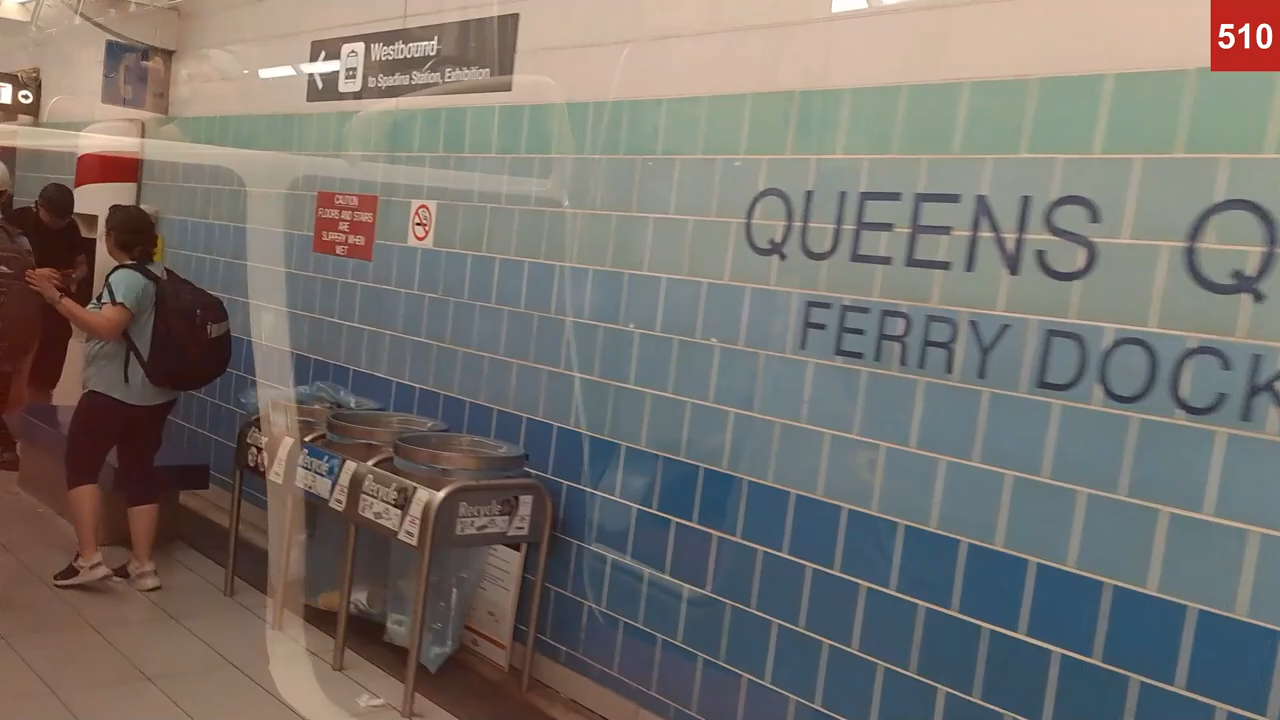 510
Westbound
to Spadina Station, Exhibition
CAUTION
FLOORS AND STAIRS
ARE
SLIPPERY WHEN
WET
QUEENS Q
FERRY DOCK
Recycle
Recycle
Recycle